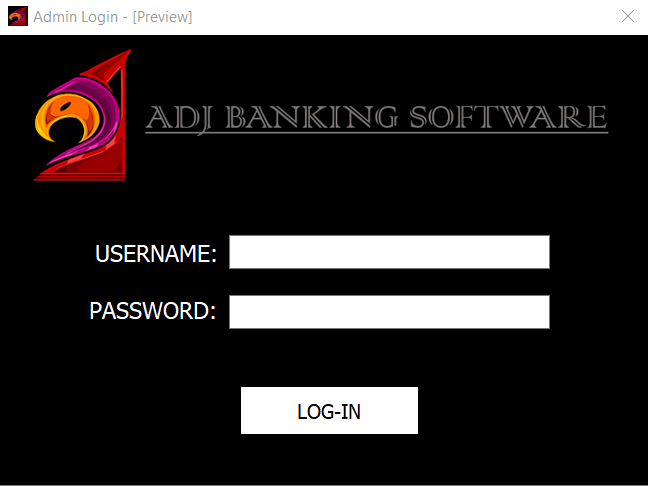 Admin Login - [Preview]
ADJ BANKING SOFTWARE
USERNAME:
PASSWORD:
LOG-IN